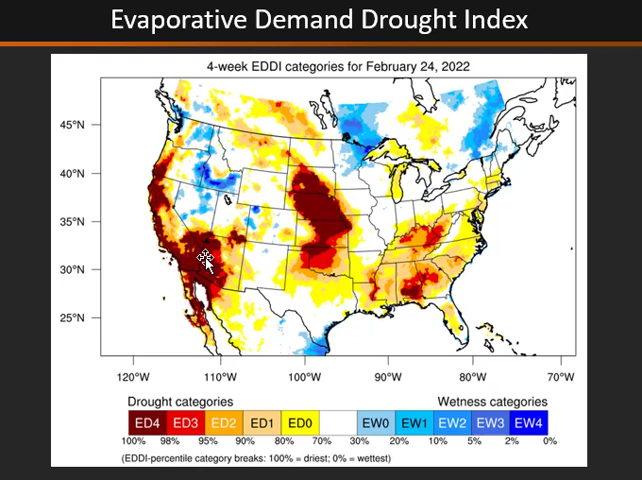 Evaporative Demand Drought Index
4-week EDDI categories for February 24, 2022
45°N
40°N
35°N
30°N
25°N
120°W 110°W 100°W 90°W 80°W 70°W
Drought categories Wetness categories
ED4 ED3 ED2 ED1 ED0 EW0 EW1 EW2 EW3 EW4
100% 98% 95% 90% 80% 70% 30% 20% 10% 5% 2% 0%
(EDDI-percentile category breaks: 100% = driest; 0% = wettest)